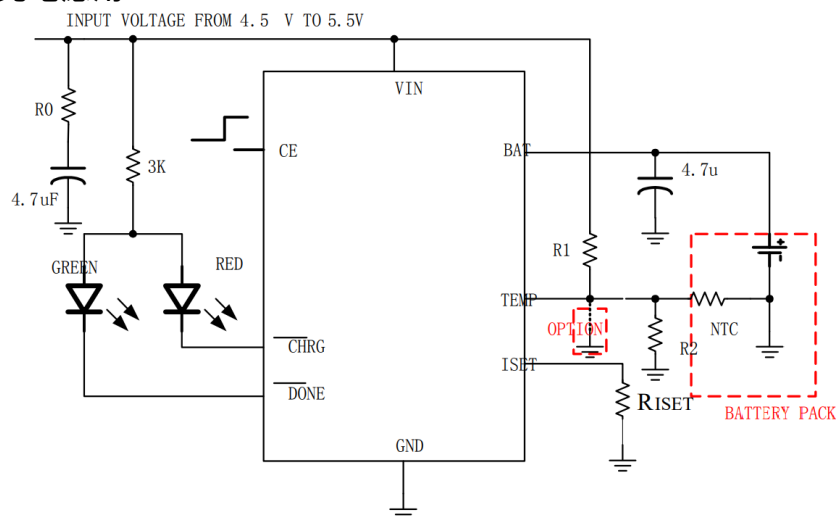 INPUT VOLTAGE FROM 4.5 V TO 5.5V
VIN
R0
CE
BAT
3K
4.7u
4.7uF
R1
GREEN
RED
TEMP
OPTION
NTC
CHRG
R2
ISET
DONE
RISET
BATTERY PACK
GND